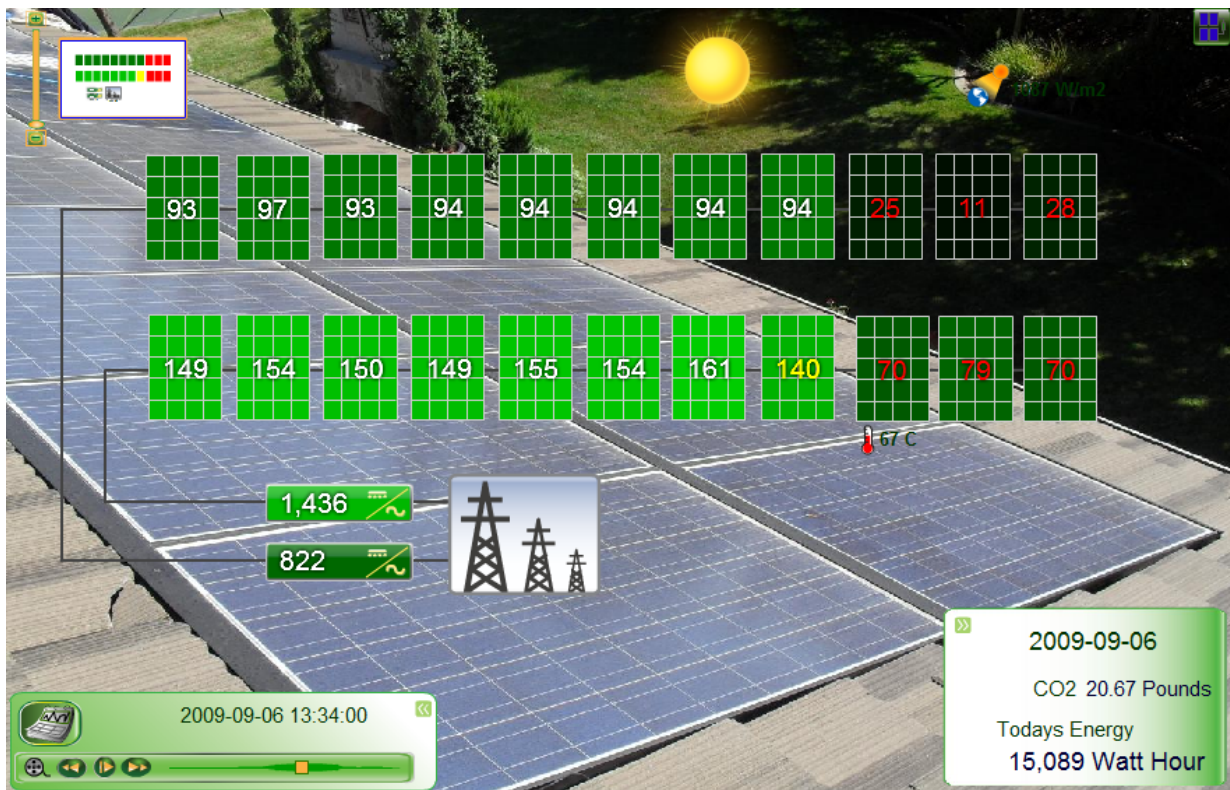 W/m2
93 97 93 94 94 94 94 94 25 11 28
149 154 150 149 155 154 161 140 70 79 70
67 C
1,436
822
2009-09-06
CO2 20.67 Pounds
Todays Energy
15,089 Watt Hour
2009-09-06 13:34:00